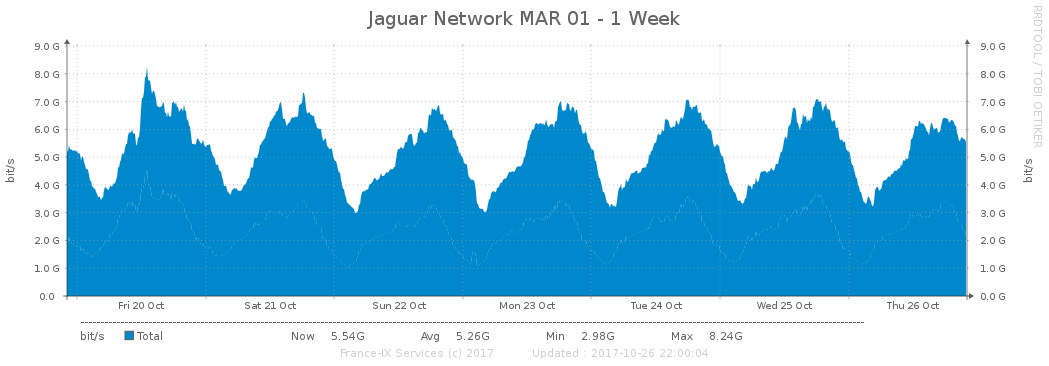 Jaguar Network MAR 01 - 1 Week
RRDTOOL / TOBI OETIKER
bit/s
9.0 G 9.0 G
8.0 G 8.0 G
7.0 G 7.0 G
6.0 G 6.0 G
5.0 G 5.0 G
4.0 G 4.0 G
3.0 G 3.0 G
2.0 G 2.0 G
1.0 G 1.0 G
0.0 0.0 G
bit/s
Fri 20 Oct Sat 21 Oct Sun 22 Oct Mon 23 Oct Tue 24 Oct Wed 25 Oct Thu 26 Oct
bit/s Total Now 5.54G Avg 5.26G Min 2.98G Max 8.24G
France-IX Services (c) 2017 Updated : 2017-10-26 22:00:04